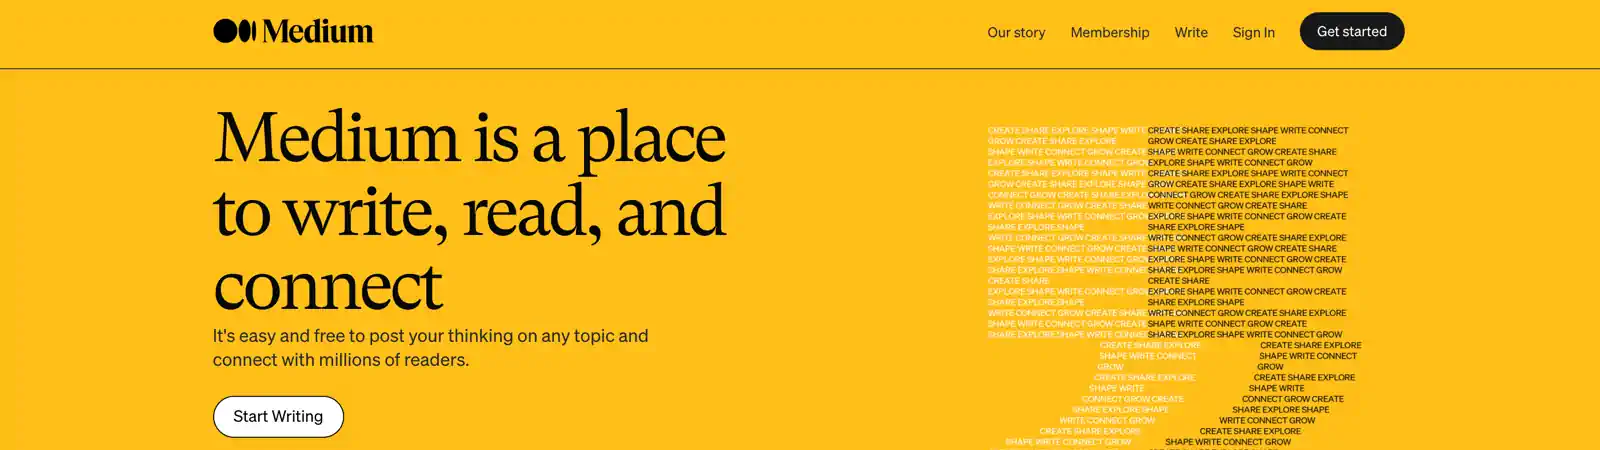 Medium
Our story
Membership
Write
Sign In
Get started
Medium is a place
to write, read, and
connect
It's easy and free to post your thinking on any topic and
connect with millions of readers.
Start Writing
CREATE SHARE EXPLORE SHAPE WRITE CREATE SHARE EXPLORE SHAPE WRITE CONNECT
GROW CREATE SHARE EXPLORE GROW CREATE SHARE EXPLORE
SHAPE WRITE CONNECT GROW CREATE SHAPE WRITE CONNECT GROW CREATE SHARE
EXPLORE SHAPE WRITE CONNECT EXPLORE SHAPE WRITE CONNECT GROW
CREATE SHARE EXPLORE SHAPE WRITE CREATE SHARE EXPLORE SHAPE WRITE CONNECT
GROW CREATE SHARE EXPLORE SHAPE GROW CREATE SHARE EXPLORE SHAPE WRITE
CONNECT GROW CREATE SHARE CONNECT GROW CREATE SHARE EXPLORE SHAPE
WRITE CONNECT GROW CREATE SHARE WRITE CONNECT GROW CREATE SHARE
EXPLORE SHAPE WRITE CONNECT EXPLORE SHAPE WRITE CONNECT GROW CREATE
SHARE EXPLORE SHAPE SHARE EXPLORE SHAPE
WRITE CONNECT GROW CREATE SHARE WRITE CONNECT GROW CREATE SHARE EXPLORE
SHAPE WRITE CONNECT GROW CREATE SHAPE WRITE CONNECT GROW CREATE SHARE
EXPLORE SHAPE WRITE CONNECT EXPLORE SHAPE WRITE CONNECT GROW CREATE
SHARE EXPLORE SHAPE WRITE SHARE EXPLORE SHAPE WRITE CONNECT GROW
CREATE SHARE CREATE SHARE
EXPLORE SHAPE WRITE CONNECT EXPLORE SHAPE WRITE CONNECT GROW CREATE
SHARE EXPLORE SHAPE SHARE EXPLORE SHAPE
WRITE CONNECT GROW CREATE SHARE WRITE CONNECT GROW CREATE SHARE EXPLORE
SHAPE WRITE CONNECT GROW CREATE SHAPE WRITE CONNECT GROW CREATE
SHARE EXPLORE SHAPE WRITE SHARE EXPLORE SHAPE WRITE CONNECT GROW
CREATE SHARE EXPLORE CREATE SHARE EXPLORE
SHAPE WRITE CONNECT SHAPE WRITE CONNECT
GROW GROW
CREATE SHARE EXPLORE CREATE SHARE EXPLORE
SHAPE WRITE SHAPE WRITE
CONNECT GROW CREATE CONNECT GROW CREATE
SHARE EXPLORE SHAPE SHARE EXPLORE SHAPE
WRITE CONNECT GROW WRITE CONNECT GROW
CREATE SHARE EXPLORE CREATE SHARE EXPLORE
SHAPE WRITE CONNECT GROW SHAPE WRITE CONNECT GROW